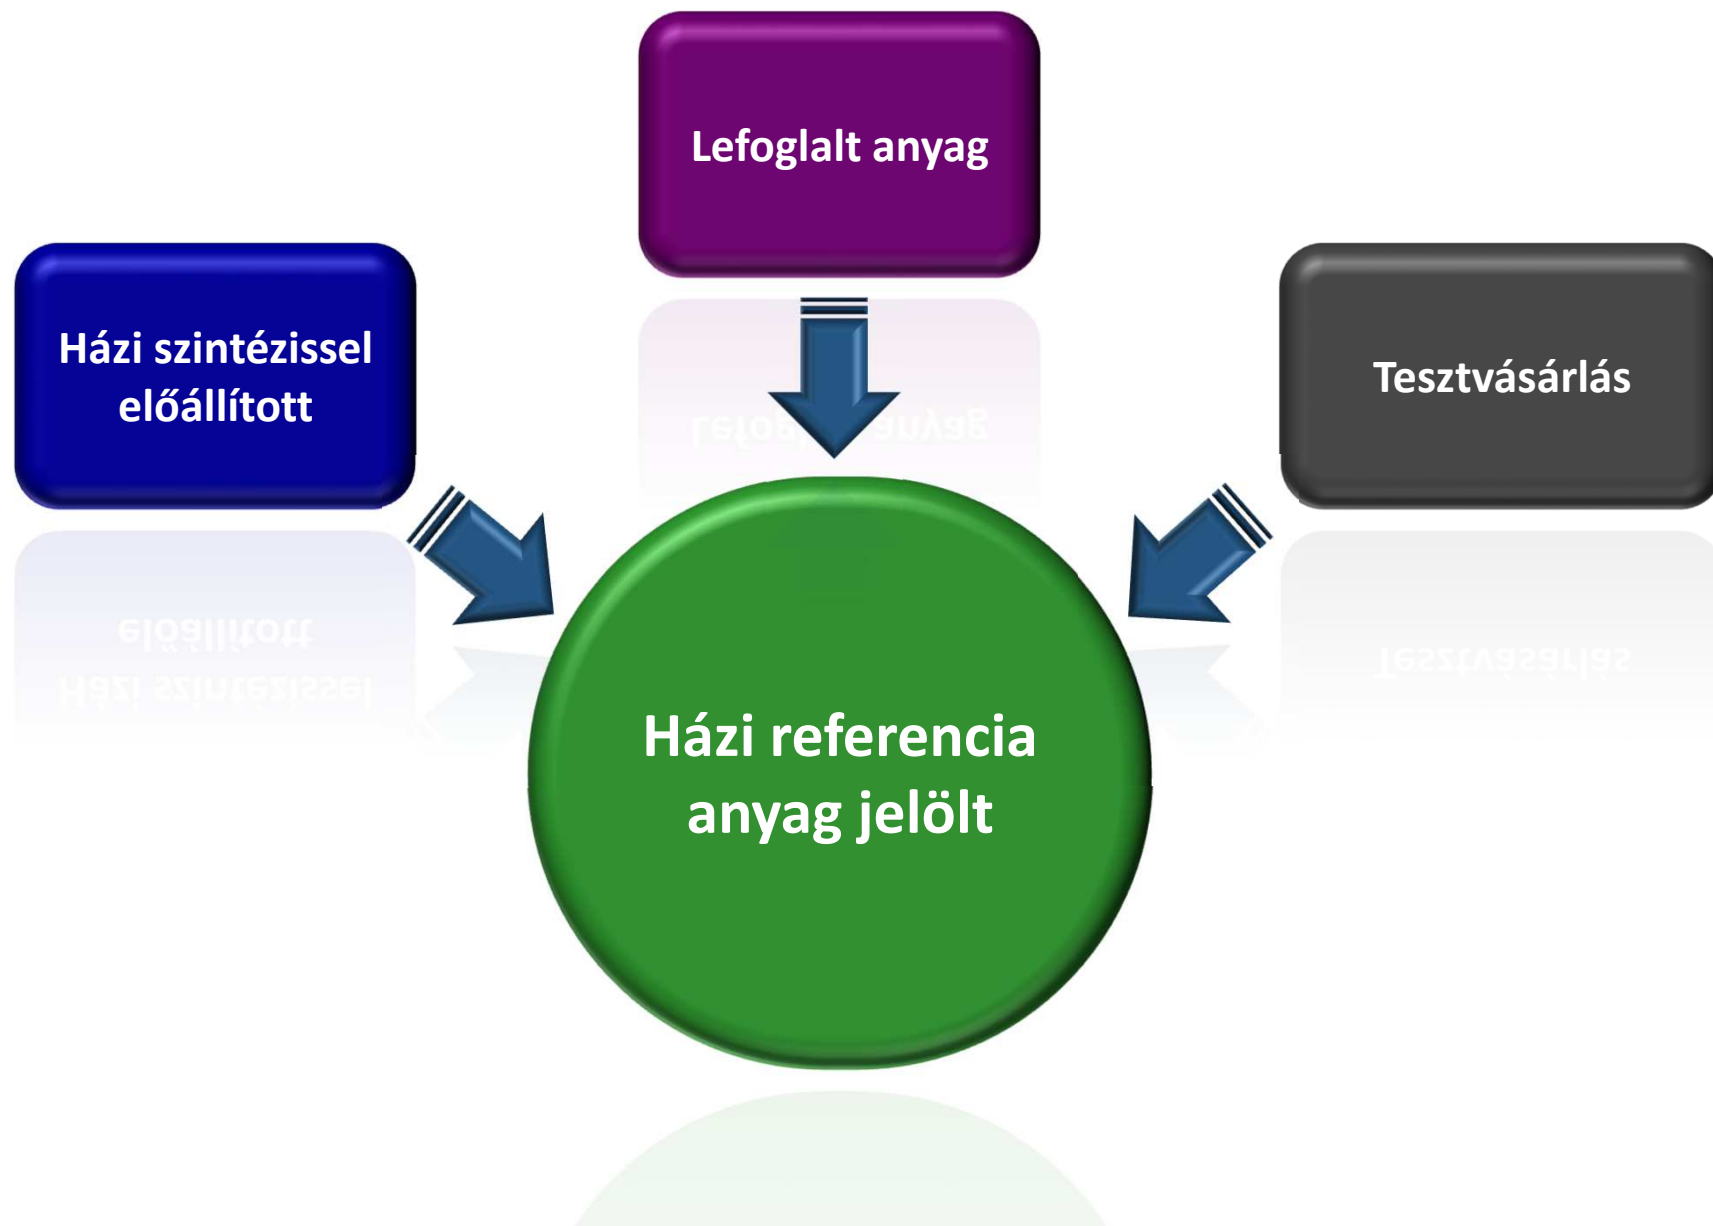 Lefoglalt anyag
Házi szintézissel
előállított
Tesztvásárlás
Házi referencia
anyag jelölt